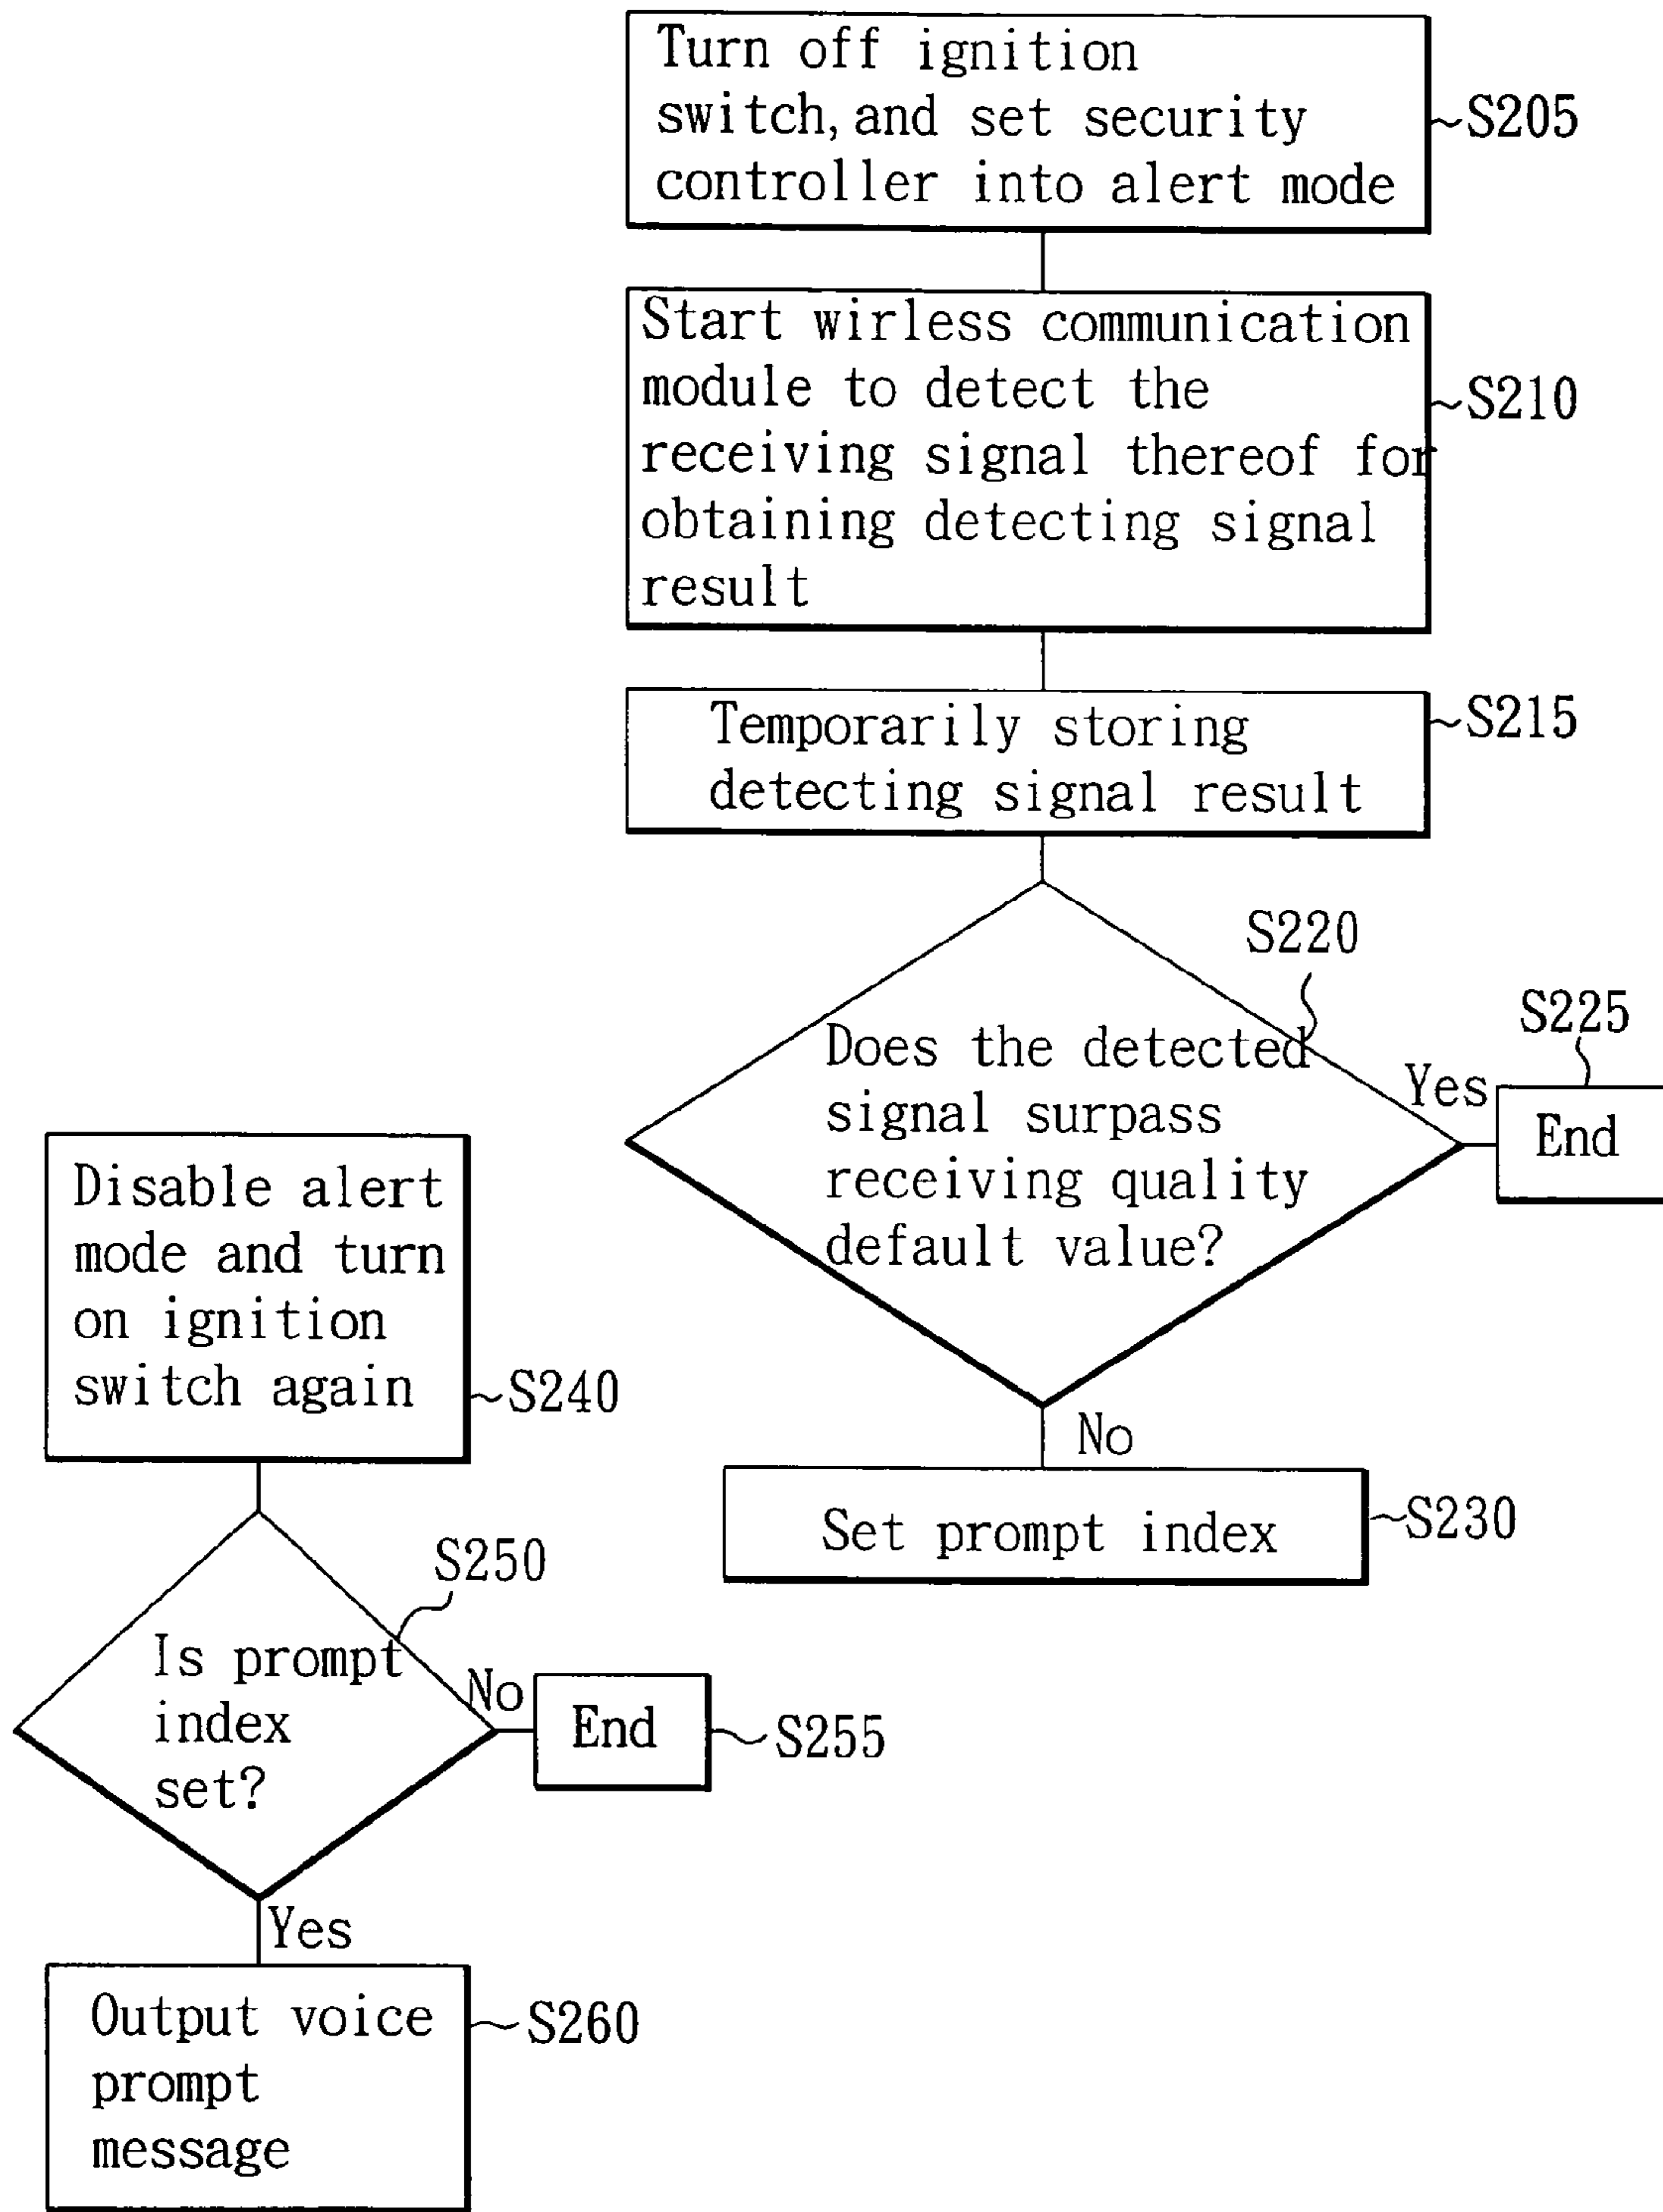 Turn off ignition
switch, and set security
controller into alert mode
S205
Start wirless communication
module to detect the
receiving signal thereof for
obtaining detecting signal
result
S210
Temporarily storing
detecting signal result
S215
S220
Does the detected
signal surpass
receiving quality
default value?
Yes
S225
End
No
Set prompt index
S230
Disable alert
mode and turn
on ignition
switch again
S240
S250
Is prompt
index
set?
No
End
S255
Yes
Output voice
prompt
message
S260